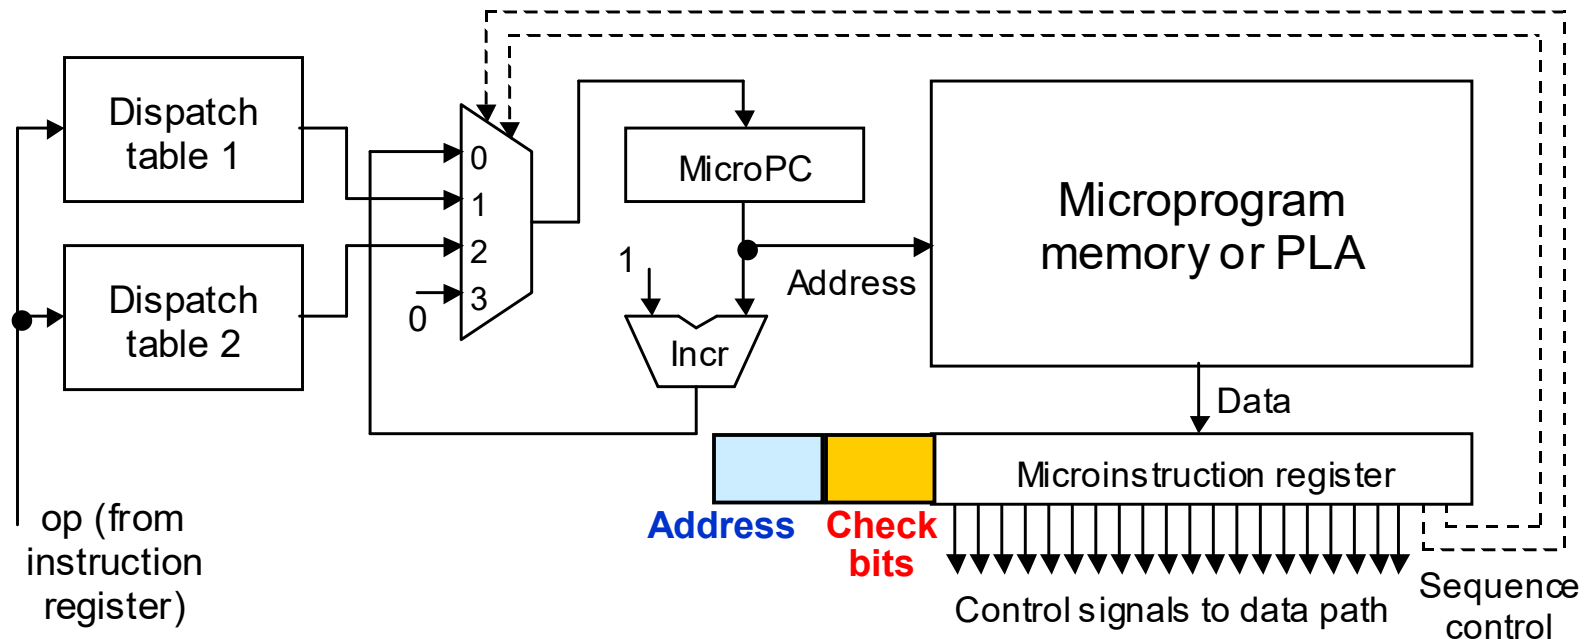 Dispatch
table 1
0
1
2
3
MicroPC
Microprogram
memory or PLA
1
Address
0
Dispatch
table 2
Incr
Data
Microinstruction register
Address
Check
bits
op (from
instruction
register)
Control signals to data path
Sequence
control